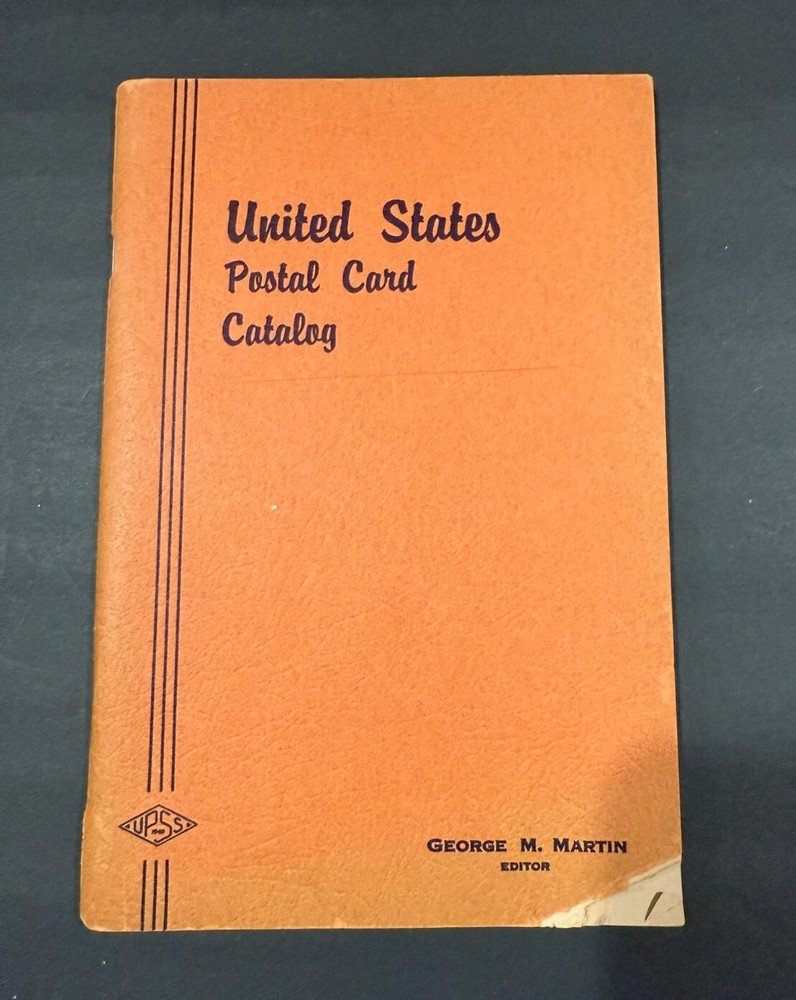 United States
Postal Card
Catalog
UPSS
GEORGE M. MARTIN
EDITOR